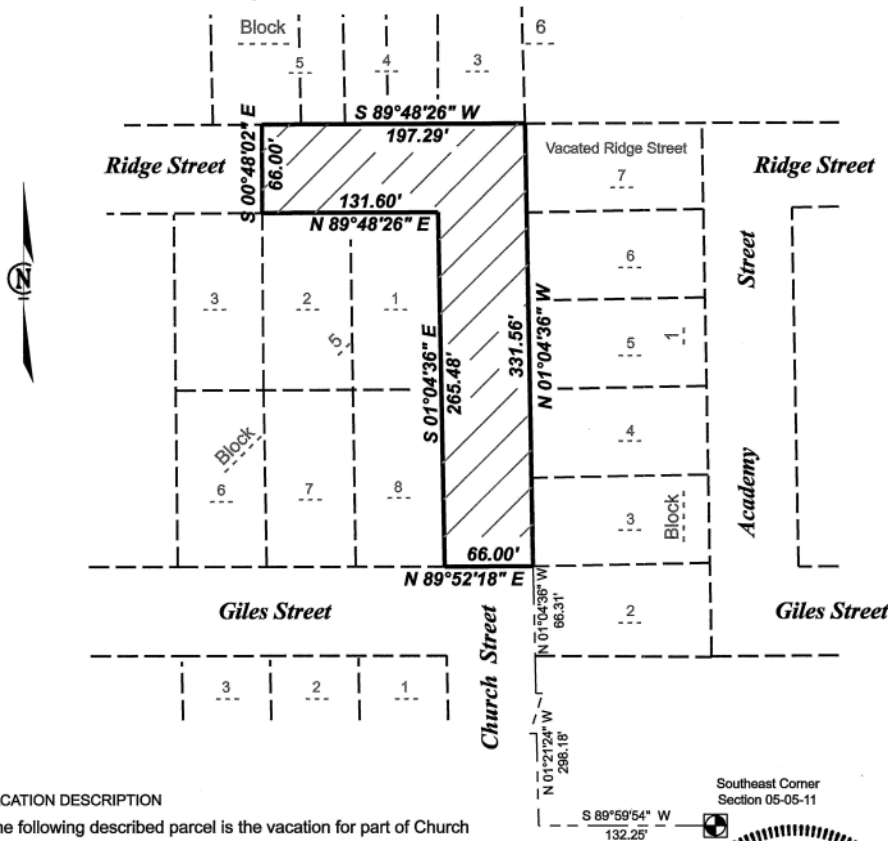 Block
6
5
4
3
S 89°48'26" W
197.29'
S 00°48'02" E
66.00'
Ridge Street
Vacated Ridge Street
7
Ridge Street
131.60'
N 89°48'26" E
N
6
Street
3
2
1
5
5
1
S 01°04'36" E
265.48'
331.56'
N 01°04'36" W
4
Block
6
7
8
3
Block
Academy
66.00'
N 89°52'18" E
Giles Street
N 01°04'36" W
66.31'
2
Giles Street
Church Street
3
2
1
N 01°21'24" W
298.18'
Southeast Corner
Section 05-05-11
S 89°59'54" W
132.25'
CATION DESCRIPTION
he following described parcel is the vacation for part of Church